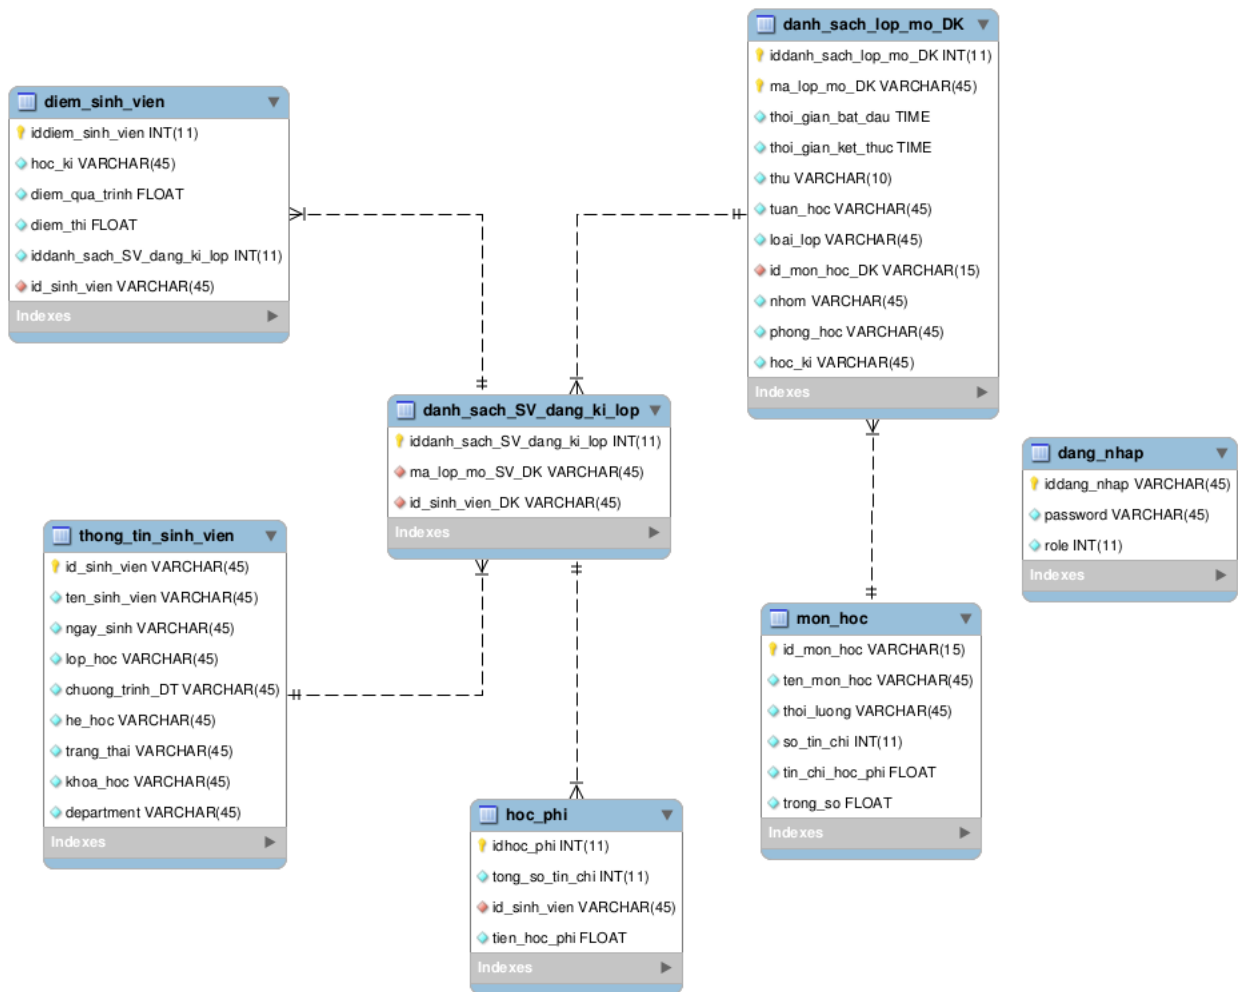 diem_sinh_vien
iddiem_sinh_vien INT(11)
hoc_ki VARCHAR(45)
diem_qua_trinh FLOAT
diem_thi FLOAT
iddanh_sach_SV_dang_ki_lop INT(11)
id_sinh_vien VARCHAR(45)
Indexes
danh_sach_lop_mo_DK
iddanh_sach_lop_mo_DK INT(11)
ma_lop_mo_DK VARCHAR(45)
thoi_gian_bat_dau TIME
thoi_gian_ket_thuc TIME
thu VARCHAR(10)
tuan_hoc VARCHAR(45)
loai_lop VARCHAR(45)
id_mon_hoc_DK VARCHAR(15)
nhom VARCHAR(45)
phong_hoc VARCHAR(45)
hoc_ki VARCHAR(45)
Indexes
danh_sach_SV_dang_ki_lop
iddanh_sach_SV_dang_ki_lop INT(11)
ma_lop_mo_SV_DK VARCHAR(45)
id_sinh_vien_DK VARCHAR(45)
Indexes
dang_nhap
iddang_nhap VARCHAR(45)
password VARCHAR(45)
role INT(11)
Indexes
thong_tin_sinh_vien
id_sinh_vien VARCHAR(45)
ten_sinh_vien VARCHAR(45)
ngay_sinh VARCHAR(45)
lop_hoc VARCHAR(45)
chuong_trinh_DT VARCHAR(45)
he_hoc VARCHAR(45)
trang_thai VARCHAR(45)
khoa_hoc VARCHAR(45)
department VARCHAR(45)
Indexes
mon_hoc
id_mon_hoc VARCHAR(15)
ten_mon_hoc VARCHAR(45)
thoi_luong VARCHAR(45)
so_tin_chi INT(11)
tin_chi_hoc_phi FLOAT
trong_so FLOAT
Indexes
hoc_phi
idhoc_phi INT(11)
tong_so_tin_chi INT(11)
id_sinh_vien VARCHAR(45)
tien_hoc_phi FLOAT
Indexes